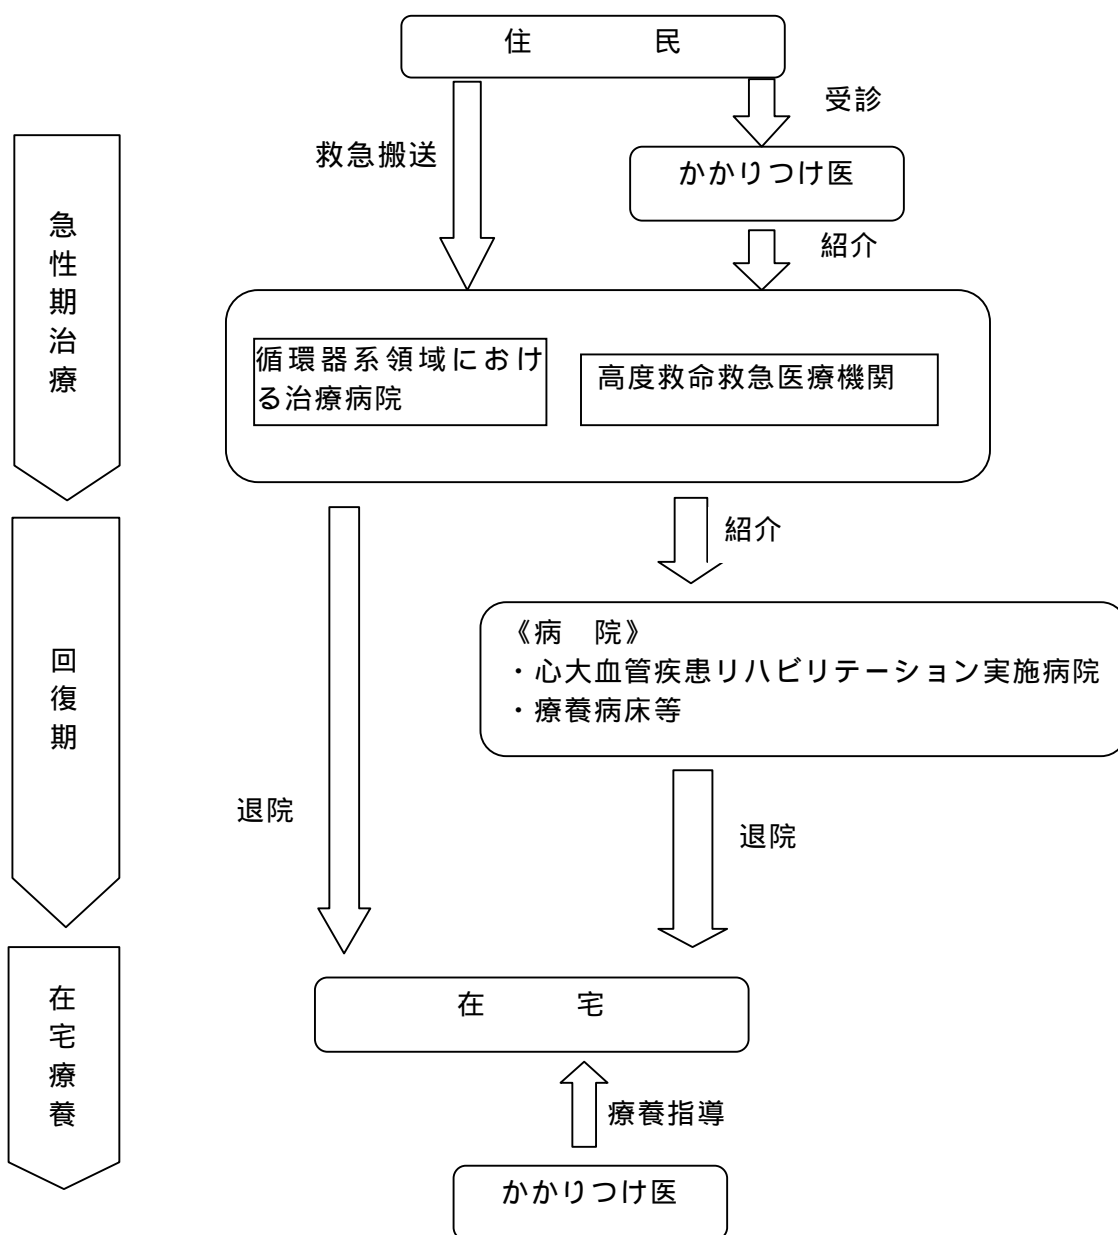 住　　　　民
受診
救急搬送
かかりつけ医
紹介
急性期治療
循環器系領域におけ
る治療病院
高度救命救急医療機関
紹介
回復期
《病　院》
・心大血管疾患リハビリテーション実施病院
・療養病床等
退院
退院
在宅療養
在　　　宅
療養指導
かかりつけ医